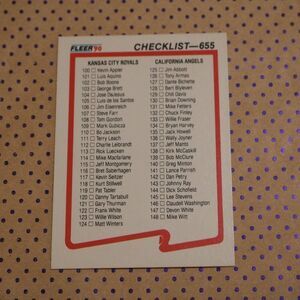 FLEER '90
CHECKLIST—655
KANSAS CITY ROYALS
100 Kevin Appier
101 Luis Aquino
102 Bob Boone
103 George Brett
104 Jose DeJesus
105 Luis de los Santos
106 Jim Eisenreich
107 Steve Farr
108 Tom Gordon
109 Mark Gubicza
110 Bo Jackson
111 Terry Leach
112 Charlie Leibrandt
113 Rick Luecken
114 Mike Macfarlane
115 Jeff Montgomery
116 Bret Saberhagen
117 Kevin Seitzer
118 Kurt Stillwell
119 Pat Tabler
120 Danny Tartabull
121 Gary Thurman
122 Frank White
123 Willie Wilson
124 Matt Winters
CALIFORNIA ANGELS
125 Jim Abbott
126 Tony Armas
127 Dante Bichette
128 Bert Blyleven
129 Chili Davis
130 Brian Downing
131 Mike Fetters
132 Chuck Finley
133 Willie Fraser
134 Bryan Harvey
135 Jack Howell
136 Wally Joyner
137 Jeff Manto
138 Kirk McCaskill
139 Bob McClure
140 Greg Minton
141 Lance Parrish
142 Dan Petry
143 Johnny Ray
144 Dick Schofield
145 Lee Stevens
146 Claudell Washington
147 Devon White
148 Mike Witt